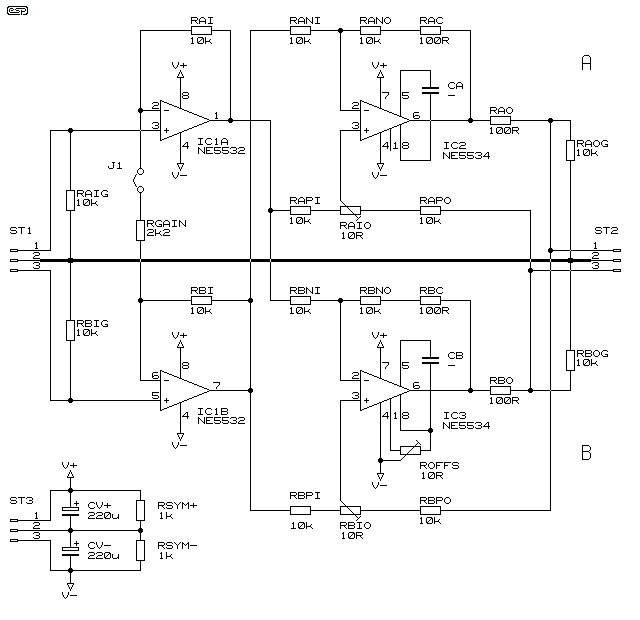 esp
RAI
10k
RANI
10k
RANO
10k
RAC
100R
A
V+
8
2
3
1
4
IC1A
NE5532
V-
V+
7
5
CA
-
2
3
6
4
1
8
IC2
NE5534
V-
RAO
100R
RAOG
10k
J1
RAIG
10k
RGAIN
2k2
RAPI
10k
RAIO
10R
RAPO
10k
ST1
1
2
3
ST2
1
2
3
RBI
10k
RBNI
10k
RBNO
10k
RBC
100R
RBIG
10k
V+
8
6
5
7
4
IC1B
NE5532
V-
V+
7
5
CB
-
2
3
6
4
1
8
IC3
NE5534
V-
RBO
100R
RBOG
10k
ROFFS
10R
B
RBPI
10k
RBIO
10R
RBPO
10k
ST3
1
2
3
V+
+
CV+
220u
RSYM+
1k
+
CV-
220u
RSYM-
1k
V-